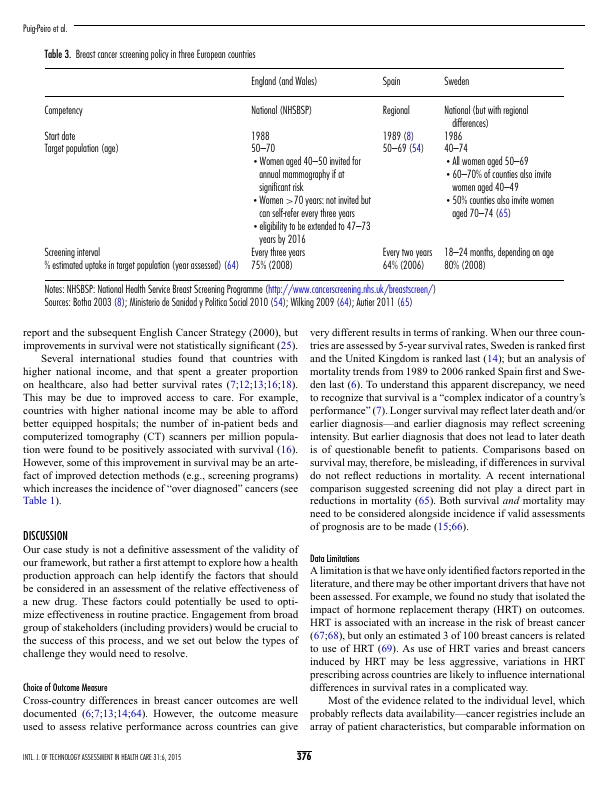 Puig-Peiro et al.
Table 3. Breast cancer screening policy in three European countries
England (and Wales) Spain Sweden
Competency National (NHSBSP) Regional National (but with regional
differences)
Start date 1988 1989 (8) 1986
Target population (age) 50–70 50–69 (54) 40–74
• Women aged 40–50 invited for • All women aged 50–69
annual mammography if at • 60–70% of counties also invite
significant risk women aged 40–49
• Women >70 years: not invited but • 50% counties also invite women
can self-refer every three years aged 70–74 (65)
• eligibility to be extended to 47–73
years by 2016
Screening interval Every three years Every two years 18–24 months, depending on age
% estimated uptake in target population (year assessed) (64) 75% (2008) 64% (2006) 80% (2008)
Notes: NHSBSP: National Health Service Breast Screening Programme (http://www.cancerscreening.nhs.uk/breastscreen/)
Sources: Botha 2003 (8); Ministerio de Sanidad y Politica Social 2010 (54); Wilking 2009 (64); Autier 2011 (65)
report and the subsequent English Cancer Strategy (2000), but
improvements in survival were not statistically significant (25).
Several international studies found that countries with
higher national income, and that spent a greater proportion
on healthcare, also had better survival rates (7;12;13;16;18).
This may be due to improved access to care. For example,
countries with higher national income may be able to afford
better equipped hospitals; the number of in-patient beds and
computerized tomography (CT) scanners per million popula-
tion were found to be positively associated with survival (16).
However, some of this improvement in survival may be an arte-
fact of improved detection methods (e.g., screening programs)
which increases the incidence of “over diagnosed” cancers (see
Table 1).
DISCUSSION
Our case study is not a definitive assessment of the validity of
our framework, but rather a first attempt to explore how a health
production approach can help identify the factors that should
be considered in an assessment of the relative effectiveness of
a new drug. These factors could potentially be used to opti-
mize effectiveness in routine practice. Engagement from broad
group of stakeholders (including providers) would be crucial to
the success of this process, and we set out below the types of
challenge they would need to resolve.
Choice of Outcome Measure
Cross-country differences in breast cancer outcomes are well
documented (6;7;13;14;64). However, the outcome measure
used to assess relative performance across countries can give
very different results in terms of ranking. When our three coun-
tries are assessed by 5-year survival rates, Sweden is ranked first
and the United Kingdom is ranked last (14); but an analysis of
mortality trends from 1989 to 2006 ranked Spain first and Swe-
den last (6). To understand this apparent discrepancy, we need
to recognize that survival is a “complex indicator of a country’s
performance” (7). Longer survival may reflect later death and/or
earlier diagnosis—and earlier diagnosis may reflect screening
intensity. But earlier diagnosis that does not lead to later death
is of questionable benefit to patients. Comparisons based on
survival may, therefore, be misleading, if differences in survival
do not reflect reductions in mortality. A recent international
comparison suggested screening did not play a direct part in
reductions in mortality (65). Both survival and mortality may
need to be considered alongside incidence if valid assessments
of prognosis are to be made (15;66).
Data Limitations
A limitation is that we have only identified factors reported in the
literature, and there may be other important drivers that have not
been assessed. For example, we found no study that isolated the
impact of hormone replacement therapy (HRT) on outcomes.
HRT is associated with an increase in the risk of breast cancer
(67;68), but only an estimated 3 of 100 breast cancers is related
to use of HRT (69). As use of HRT varies and breast cancers
induced by HRT may be less aggressive, variations in HRT
prescribing across countries are likely to influence international
differences in survival rates in a complicated way.
Most of the evidence related to the individual level, which
probably reflects data availability—cancer registries include an
array of patient characteristics, but comparable information on
INTL. J. OF TECHNOLOGY ASSESSMENT IN HEALTH CARE 31:6, 2015
376